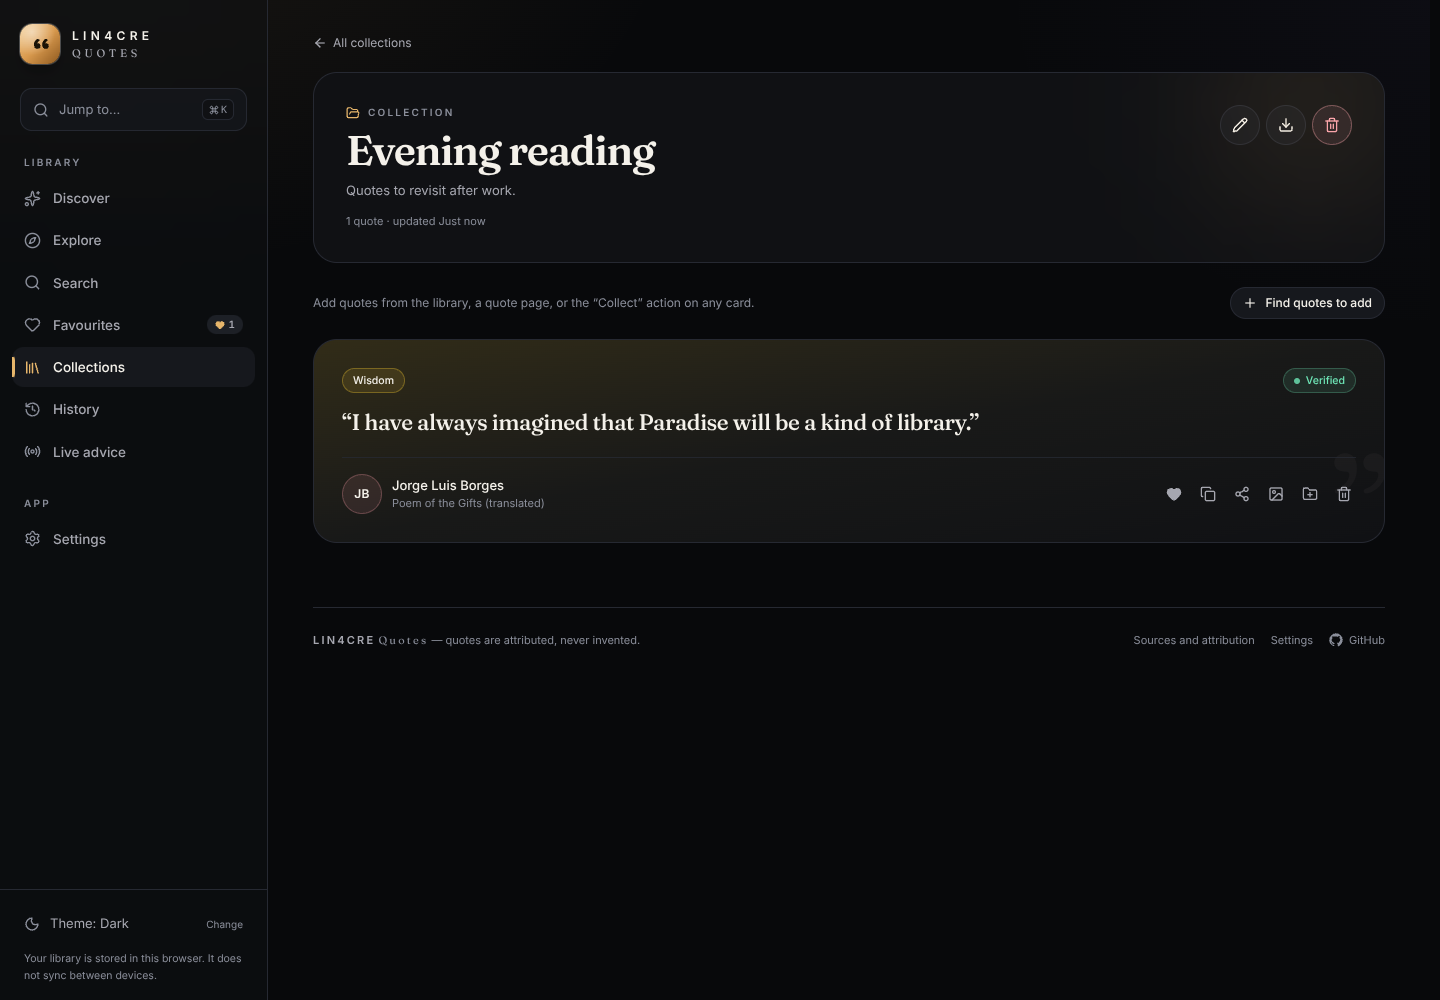 LIN4CRE
QUOTES
Jump to...
⌘K
LIBRARY
Discover
Explore
Search
Favourites
1
Collections
History
Live advice
APP
Settings
Theme: Dark
Change
Your library is stored in this browser. It does
not sync between devices.
All collections
COLLECTION
Evening reading
Quotes to revisit after work.
1 quote · updated Just now
Add quotes from the library, a quote page, or the “Collect” action on any card.
Find quotes to add
Wisdom
Verified
“I have always imagined that Paradise will be a kind of library.”
JB
Jorge Luis Borges
Poem of the Gifts (translated)
LIN4CRE Quotes — quotes are attributed, never invented.
Sources and attribution
Settings
GitHub